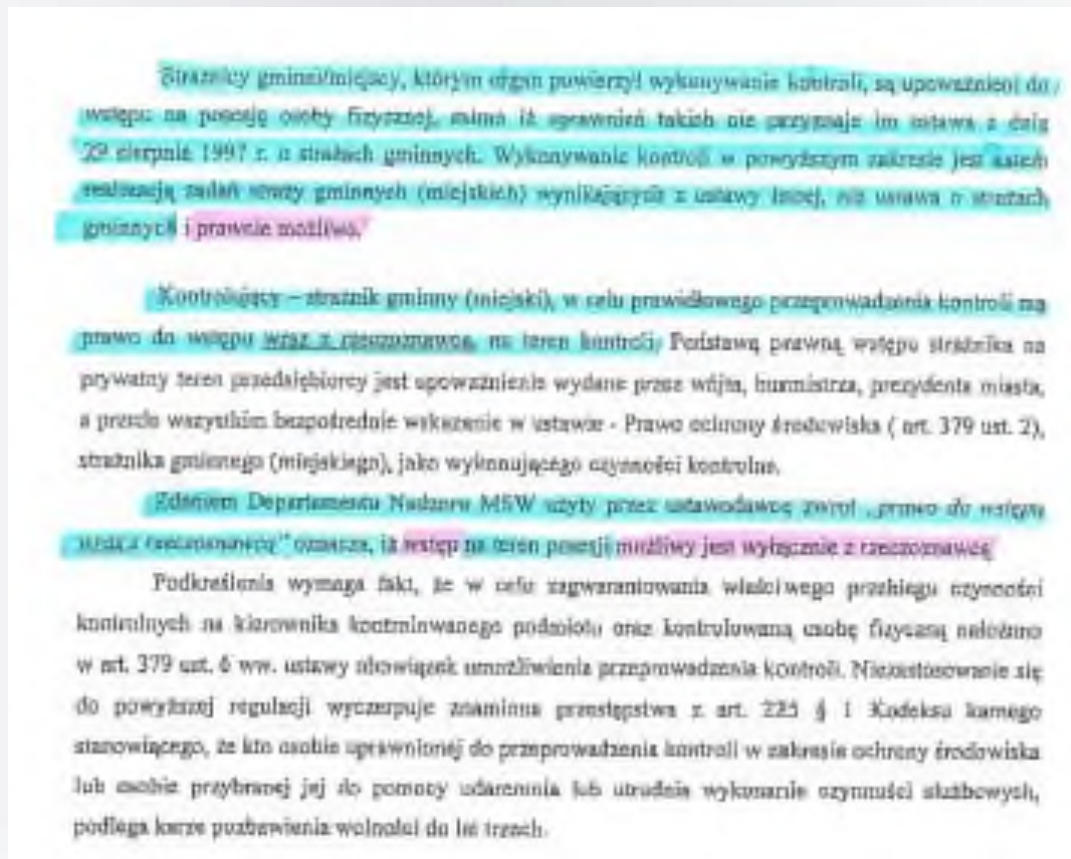 Strażnicy gminni/miejscy, którym organ powierzył wykonywanie kontroli, są upoważnieni do
wstępu na posesję osoby fizycznej, mimo iż uprawnień takich nie przyznaje im ustawa z dnia
29 sierpnia 1997 r. o strażach gminnych. Wykonywanie kontroli w powyższym zakresie jest zatem
realizacją zadań straży gminnych (miejskich) wynikających z ustawy innej, niż ustawa o strażach
gminnych i prawnie możliwe."
Kontrolujący – strażnik gminny (miejski), w celu prawidłowego przeprowadzenia kontroli ma
prawo do wstępu wraz z rzeczoznawcą, na teren kontroli. Podstawą prawną wstępu strażnika na
prywatny teren przedsiębiorcy jest upoważnienie wydane przez wójta, burmistrza, prezydenta miasta,
a przede wszystkim bezpośrednie wskazanie w ustawie - Prawo ochrony środowiska ( art. 379 ust. 2),
strażnika gminnego (miejskiego), jako wykonującego czynności kontrolne.
Zdaniem Departamentu Nadzoru MSW użyty przez ustawodawcę zwrot „prawo do wstępu
wraz z rzeczoznawcą" oznacza, iż wstęp na teren posesji możliwy jest wyłącznie z rzeczoznawcą
Podkreślenia wymaga fakt, że w celu zagwarantowania właściwego przebiegu czynności
kontrolnych na kierownika kontrolowanego podmiotu oraz kontrolowaną osobę fizyczną nałożono
w art. 379 ust. 6 ww. ustawy obowiązek umożliwienia przeprowadzenia kontroli. Niezastosowanie się
do powyższej regulacji wyczerpuje znamiona przestępstwa z art. 225 § 1 Kodeksu karnego
stanowiącego, że kto osobie uprawnionej do przeprowadzenia kontroli w zakresie ochrony środowiska
lub osobie przybranej jej do pomocy udaremnia lub utrudnia wykonanie czynności służbowych,
podlega karze pozbawienia wolności do lat trzech.